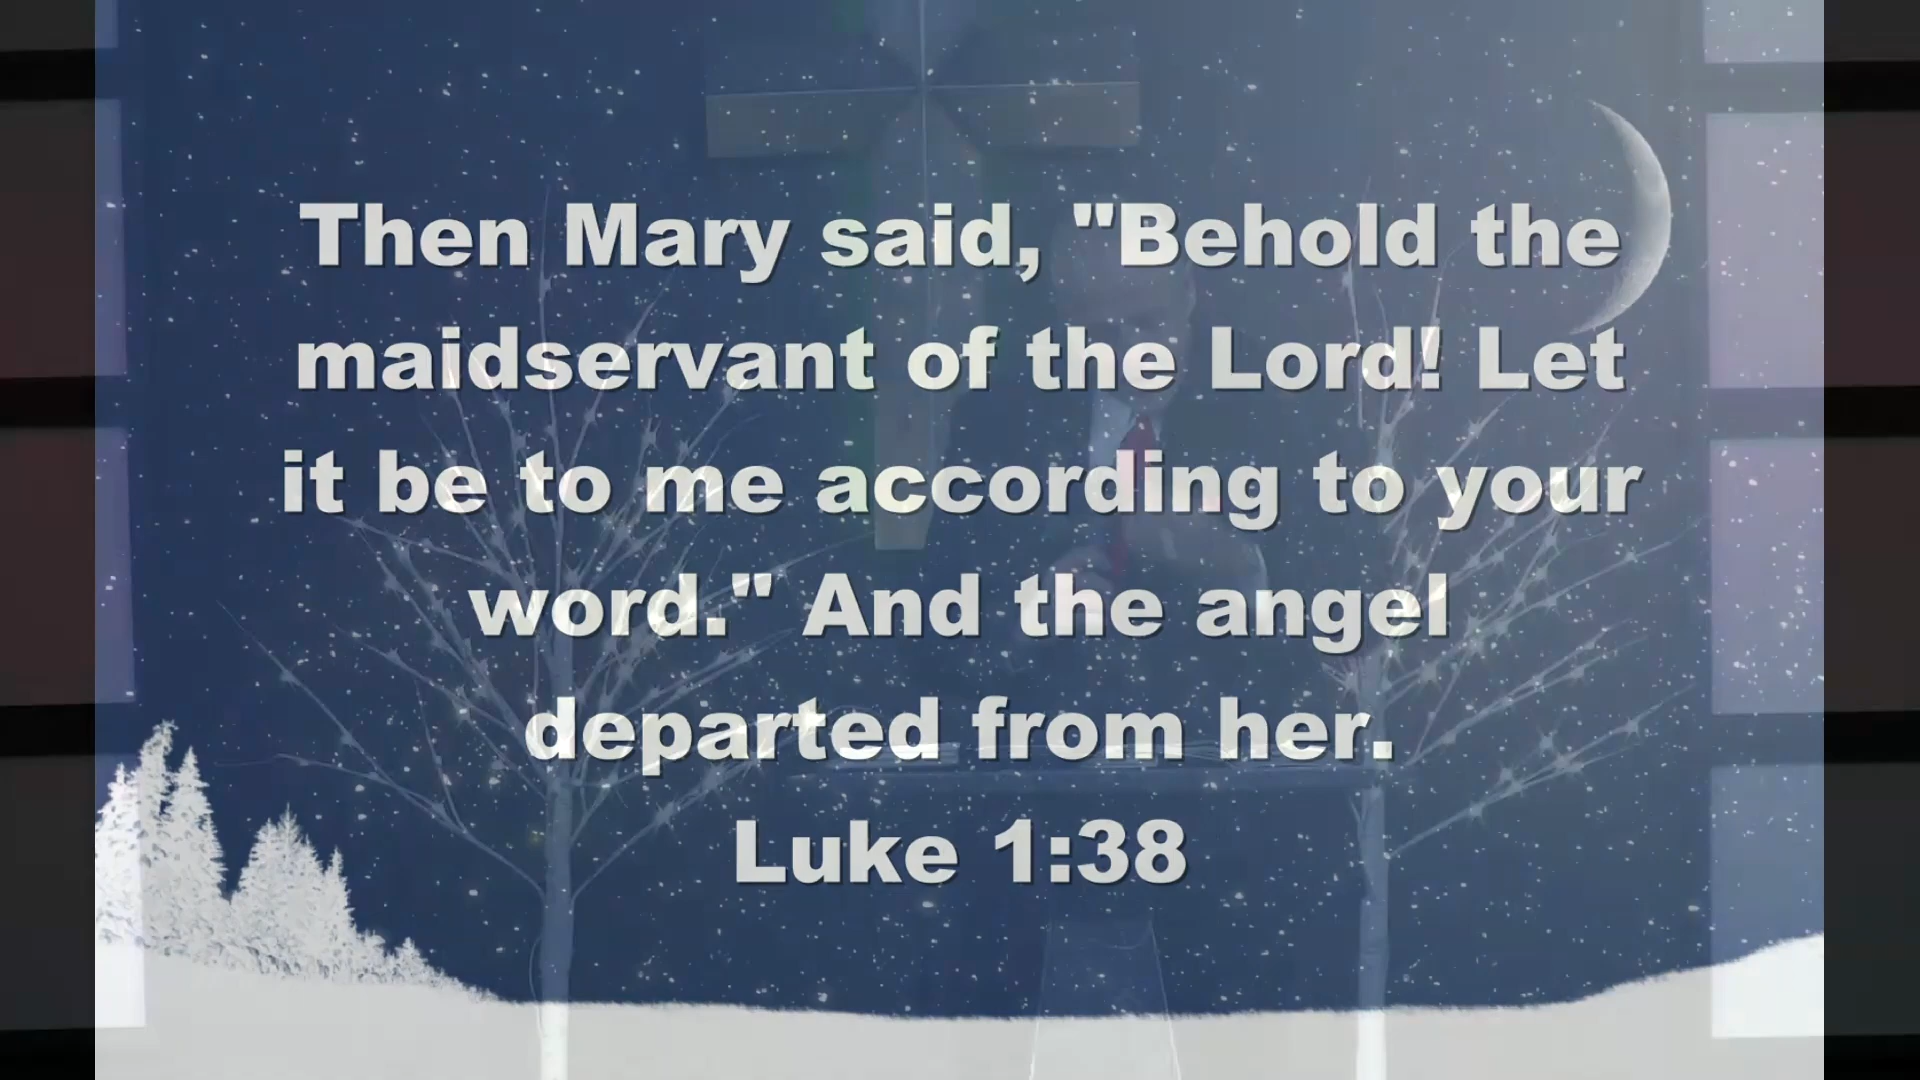 Then Mary said, "Behold the
maidservant of the Lord! Let
it be to me according to your
word." And the angel
departed from her.
Luke 1:38